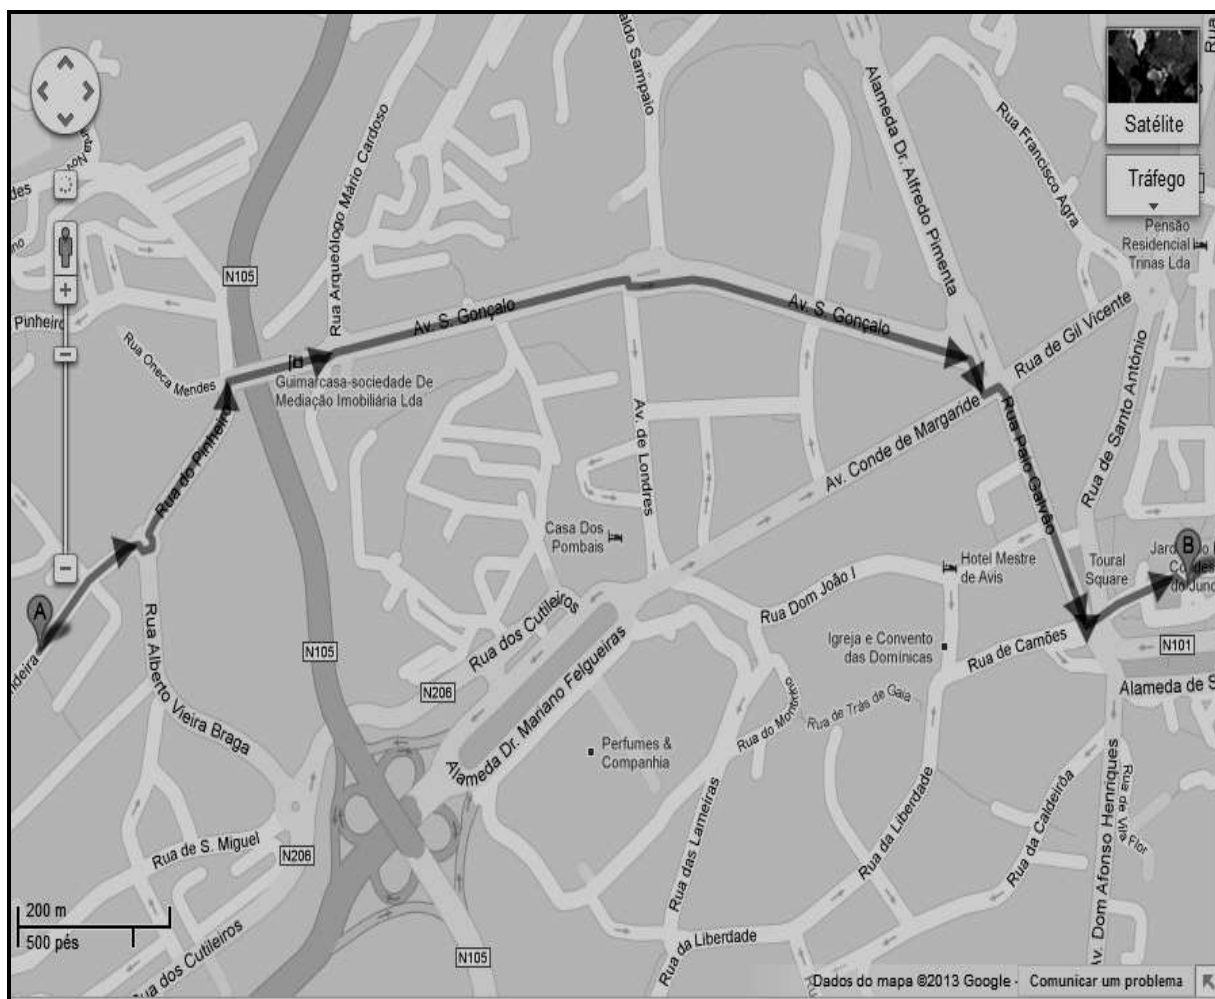 aldo Sampaio
Alameda Dr. Alfredo Pimenta
Rua Francisco Agra
Rua
Satélite
Tráfego
Pensão
Residencial
Trinas Lda
Rua Arqueólogo Mário Cardoso
N105
Pinheiro
Rua Oneca Mendes
Av. S. Gonçalo
Av. S. Gonçalo
Guimarcasa-sociedade De
Mediação Imobiliária Lda
Rua de Gil Vicente
Rua de Santo António
Rua do Pinheiro
Av. de Londres
Av. Conde de Margaride
Rua Paio Galvão
Casa Dos
Pombais
Hotel Mestre
de Avis
Toural
Square
B
A
Rua Dom João I
Rua Alberto Vieira Braga
Rua dos Cutileiros
Igreja e Convento
das Domínicas
Rua de Camões
N101
N105
ndeira
N206
Alameda de S
Alameda Dr. Mariano Felgueiras
Rua de Trás de Gaia
Perfumes &
Companhia
Rua das Lameiras
Rua da Liberdade
Rua da Caldeirôa
Av. Dom Afonso Henriques
Rua de Vila
Flor
Rua de S. Miguel
N206
200 m
500 pés
Rua dos Cutileiros
Rua da Liberdade
N105
Dados do mapa ©2013 Google - Comunicar um problema